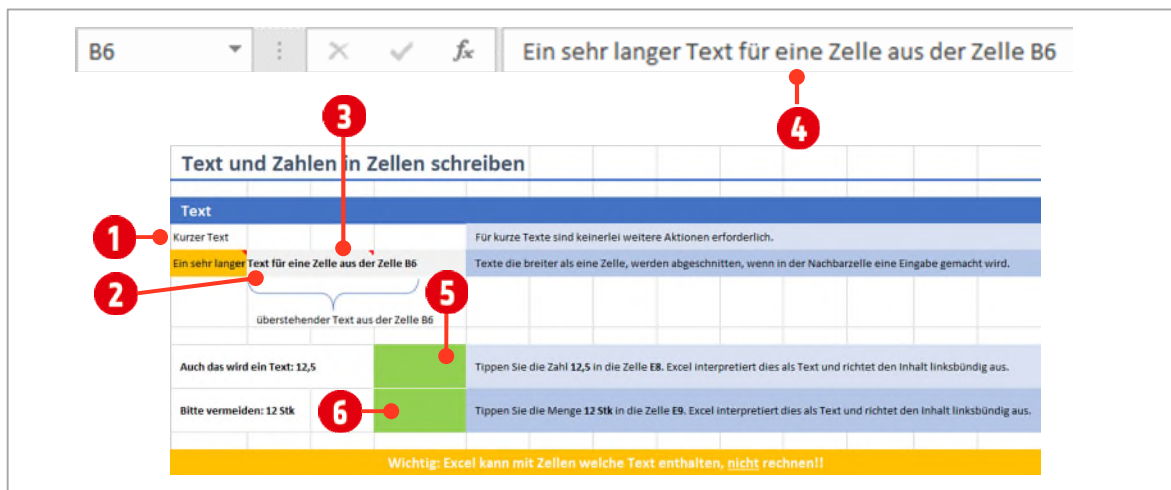 B6
fx
Ein sehr langer Text für eine Zelle aus der Zelle B6
3
4
Text und Zahlen in Zellen schreiben
Text
1
Kurzer Text
Für kurze Texte sind keinerlei weitere Aktionen erforderlich.
Ein sehr langer Text für eine Zelle aus der Zelle B6
Texte die breiter als eine Zelle, werden abgeschnitten, wenn in der Nachbarzelle eine Eingabe gemacht wird.
2
5
überstehender Text aus der Zelle B6
Auch das wird ein Text: 12,5
Tippen Sie die Zahl 12,5 in die Zelle E8. Excel interpretiert dies als Text und richtet den Inhalt linksbündig aus.
Bitte vermeiden: 12 Stk
6
Tippen Sie die Menge 12 Stk in die Zelle E9. Excel interpretiert dies als Text und richtet den Inhalt linksbündig aus.
Wichtig: Excel kann mit Zellen welche Text enthalten, nicht rechnen!!